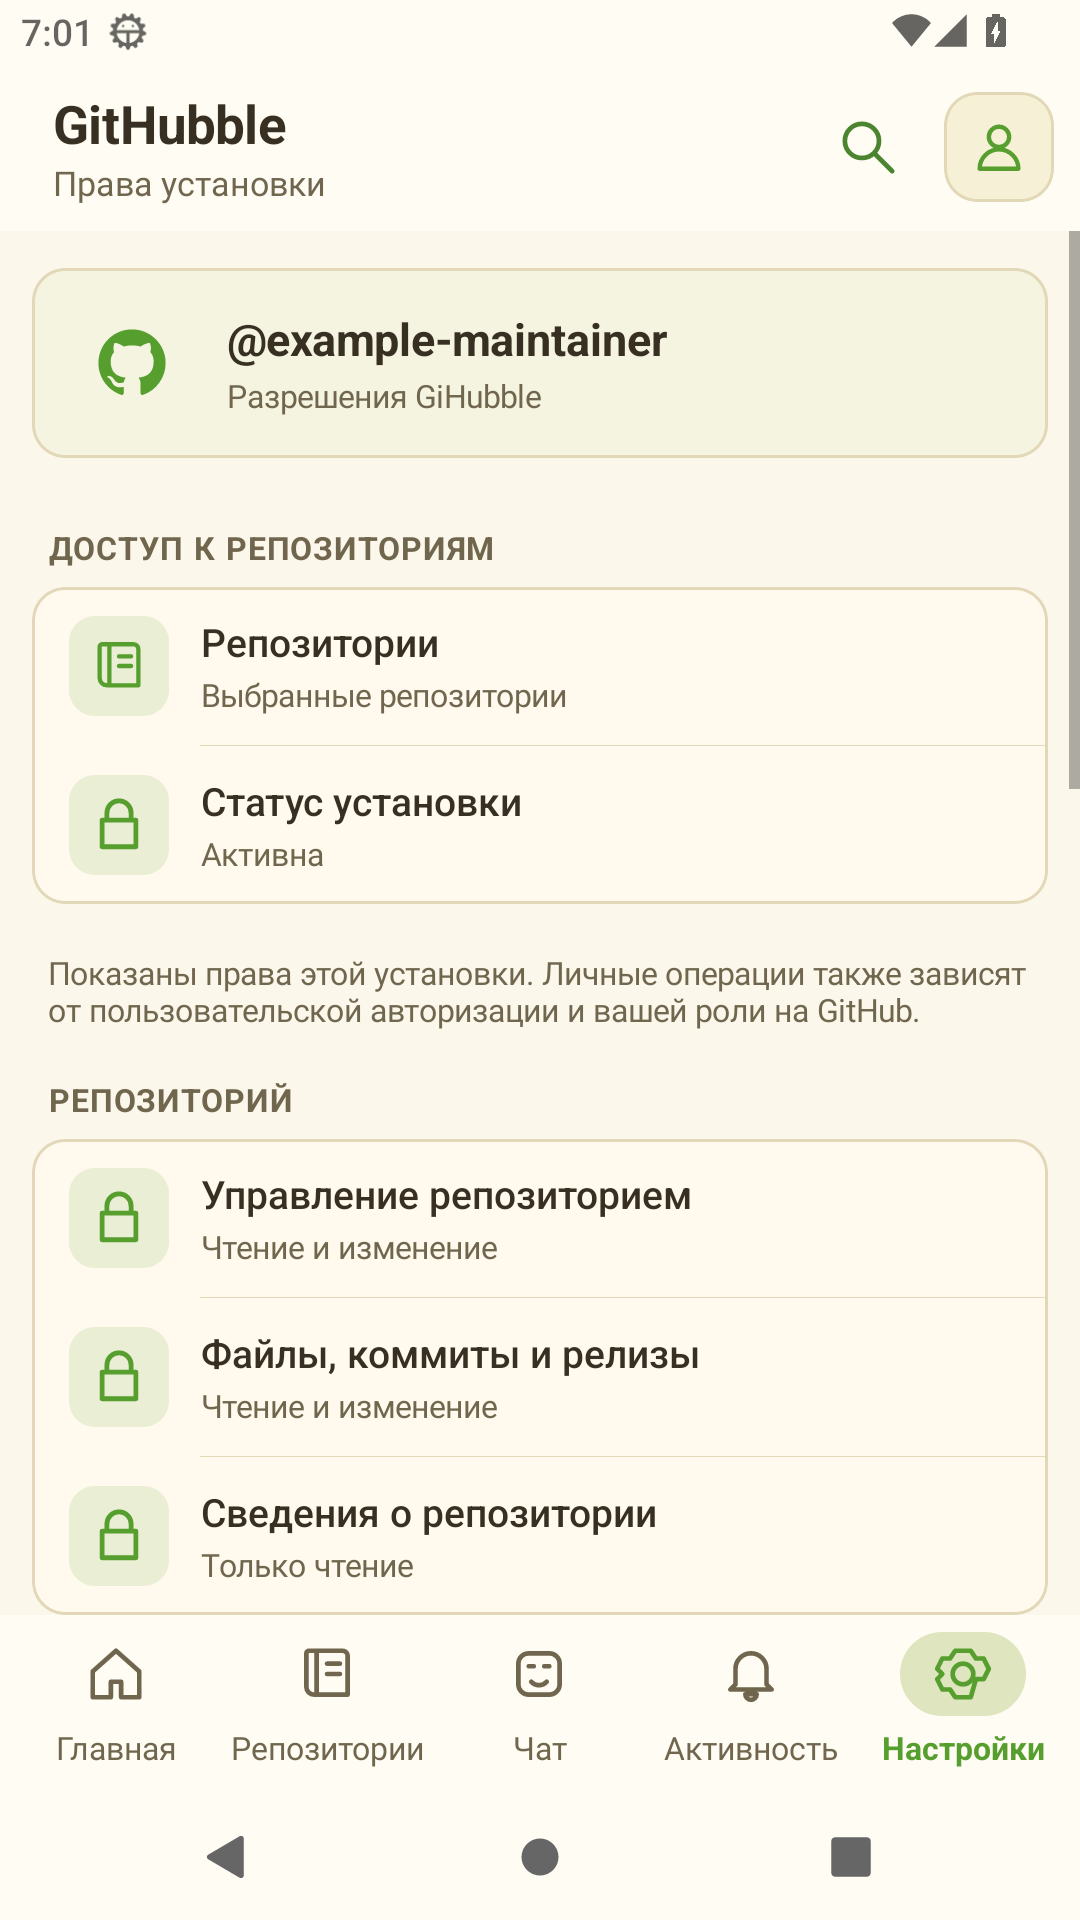 7:01
GitHubble
Права установки
@example-maintainer
Разрешения GiHubble
ДОСТУП К РЕПОЗИТОРИЯМ
Репозитории
Выбранные репозитории
Статус установки
Активна
Показаны права этой установки. Личные операции также зависят
от пользовательской авторизации и вашей роли на GitHub.
РЕПОЗИТОРИЙ
Управление репозиторием
Чтение и изменение
Файлы, коммиты и релизы
Чтение и изменение
Сведения о репозитории
Только чтение
Главная
Репозитории
Чат
Активность
Настройки